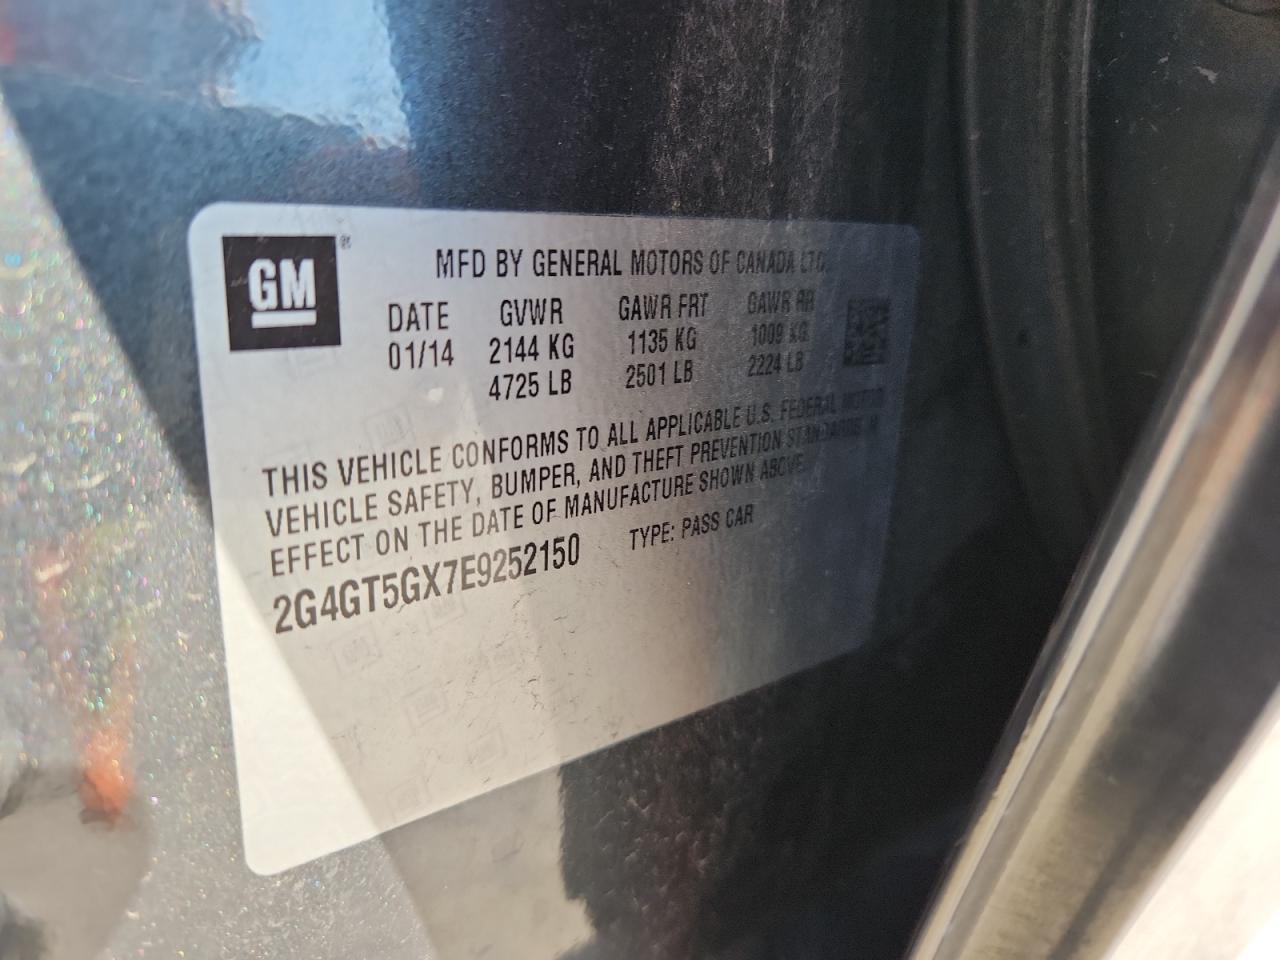 GM ®
MFD BY GENERAL MOTORS OF CANADA LTD.
DATE GVWR GAWR FRT GAWR RR
01/14 2144 KG 1135 KG 1009 KG
4725 LB 2501 LB 2224 LB
THIS VEHICLE CONFORMS TO ALL APPLICABLE U.S. FEDERAL MOTOR
VEHICLE SAFETY, BUMPER, AND THEFT PREVENTION STANDARDS IN
EFFECT ON THE DATE OF MANUFACTURE SHOWN ABOVE.
2G4GT5GX7E9252150 TYPE: PASS CAR